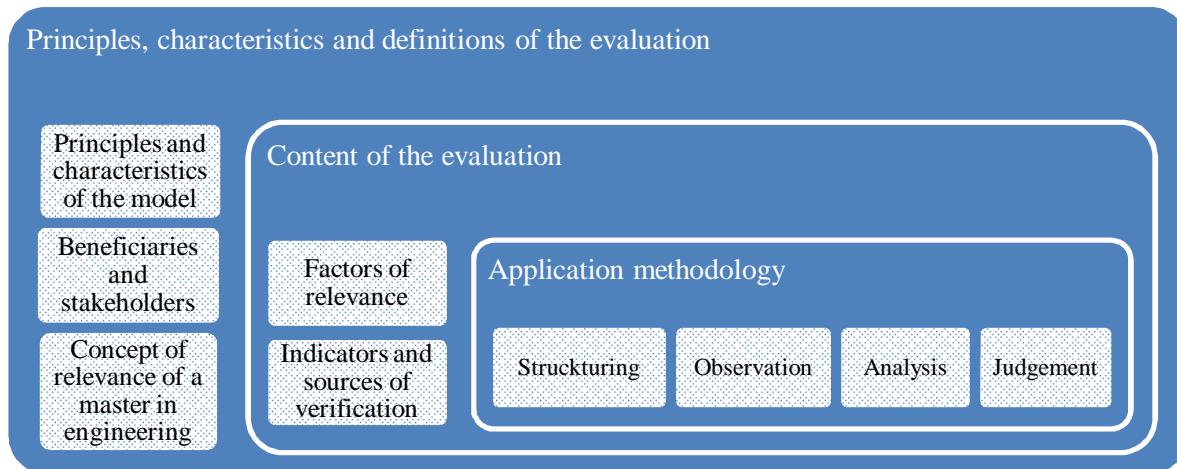 Principles, characteristics and definitions of the evaluation
Principles and
characteristics
of the model
Beneficiaries
and
stakeholders
Concept of
relevance of a
master in
engineering
Content of the evaluation
Factors of
relevance
Indicators and
sources of
verification
Application methodology
Struckturing
Observation
Analysis
Judgement